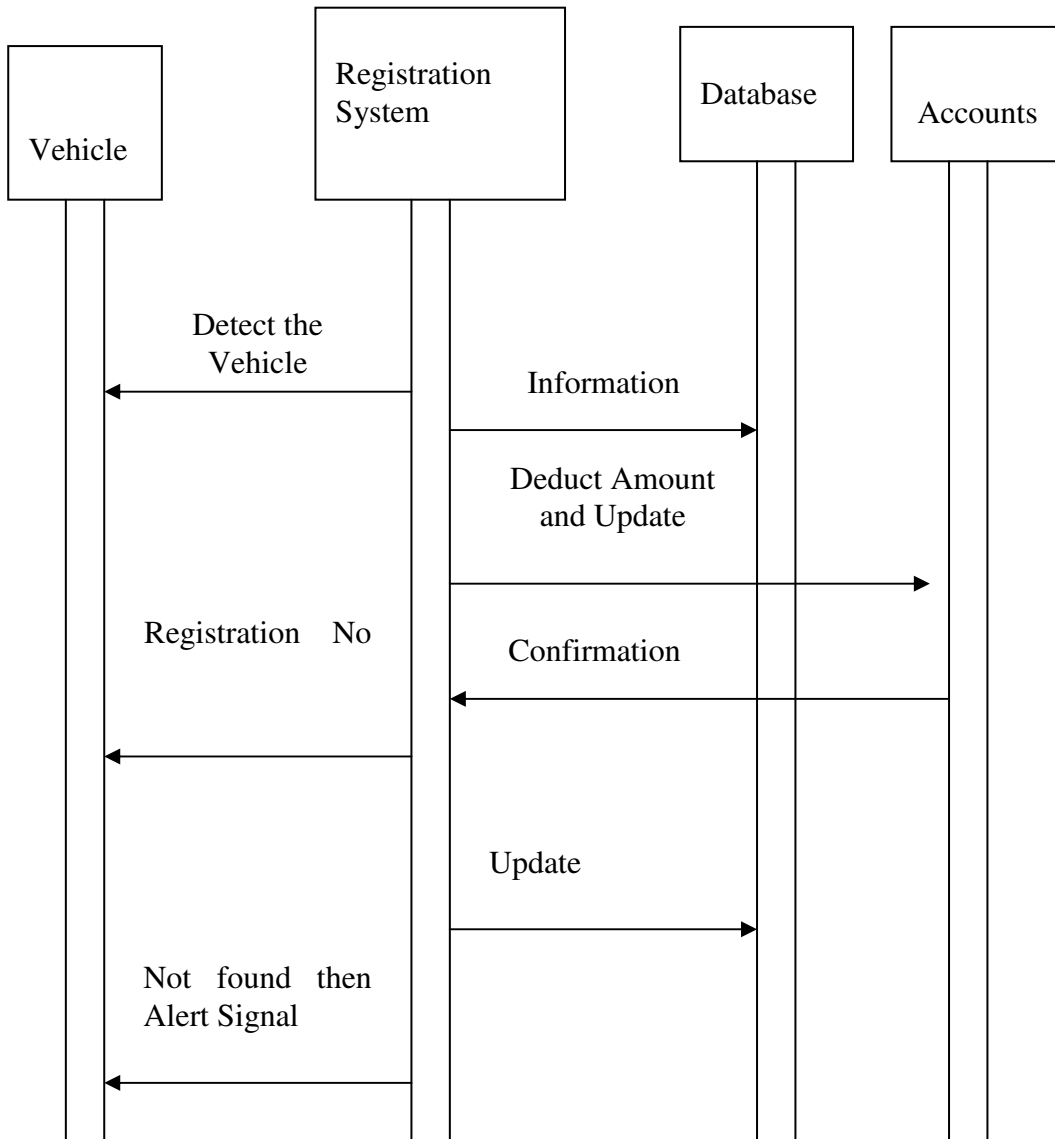 Vehicle
Registration
System
Database
Accounts
Detect the
Vehicle
Information
Deduct Amount
and Update
Registration No
Confirmation
Update
Not found then
Alert Signal